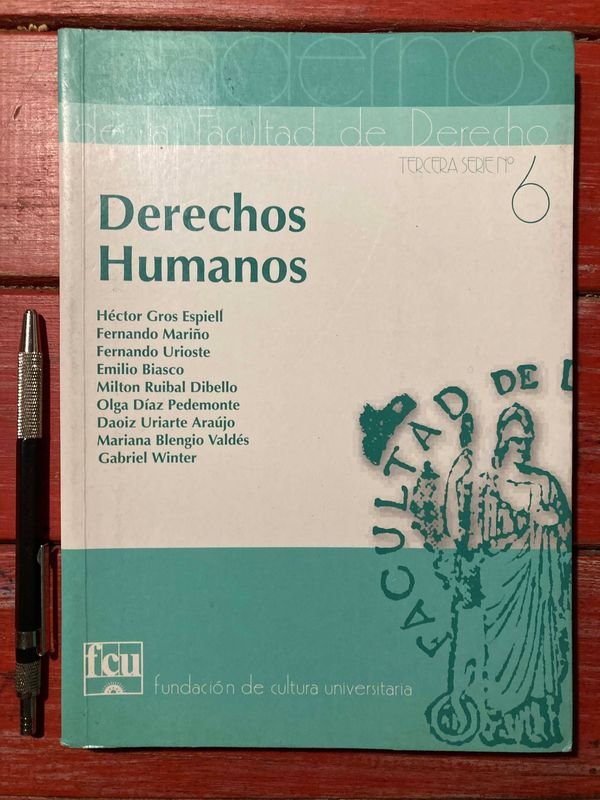 Cuadernos
de la Facultad de Derecho
TERCERA SERIE Nº
6
Derechos
Humanos
Héctor Gros Espiell
Fernando Mariño
Fernando Urioste
Emilio Biasco
Milton Ruibal Dibello
Olga Díaz Pedemonte
Daoiz Uriarte Araújo
Mariana Blengio Valdés
Gabriel Winter
FACULTAD DE D
fcu
fundación de cultura universitaria